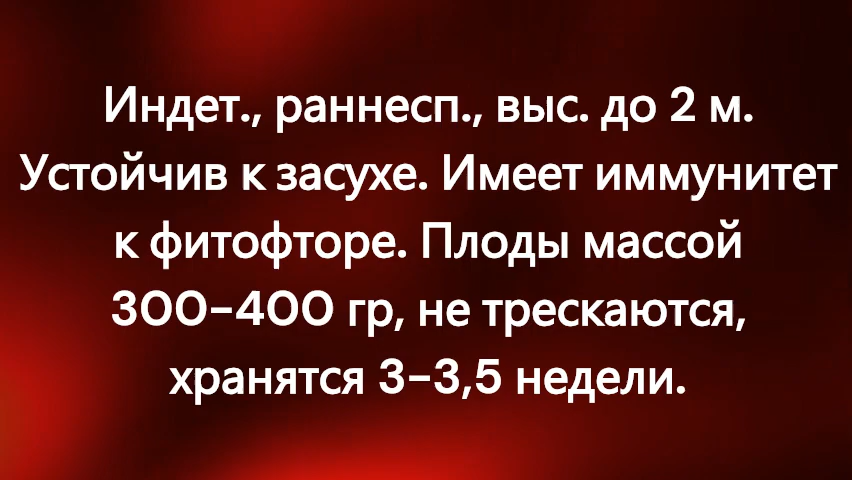 Индет., раннесп., выс. до 2 м.
Устойчив к засухе. Имеет иммунитет
к фитофторе. Плоды массой
300-400 гр, не трескаются,
хранятся 3-3,5 недели.